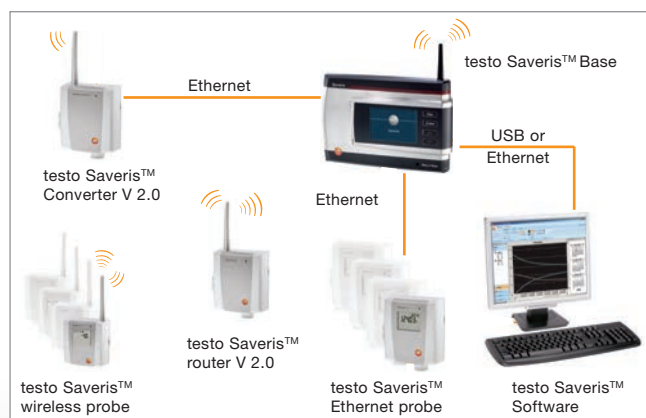 testo Saveris™ Base
Ethernet
USB or
Ethernet
testo Saveris™
Converter V 2.0
Ethernet
testo Saveris™
router V 2.0
testo Saveris™
wireless probe
testo Saveris™
Ethernet probe
testo Saveris™
Software